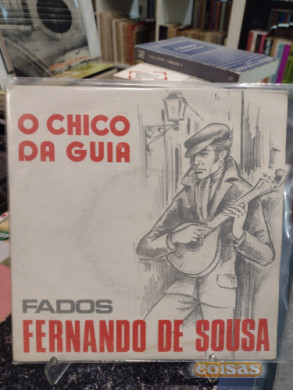 O CHICO
DA GUIA
FADOS
FERNANDO DE SOUSA
coisas